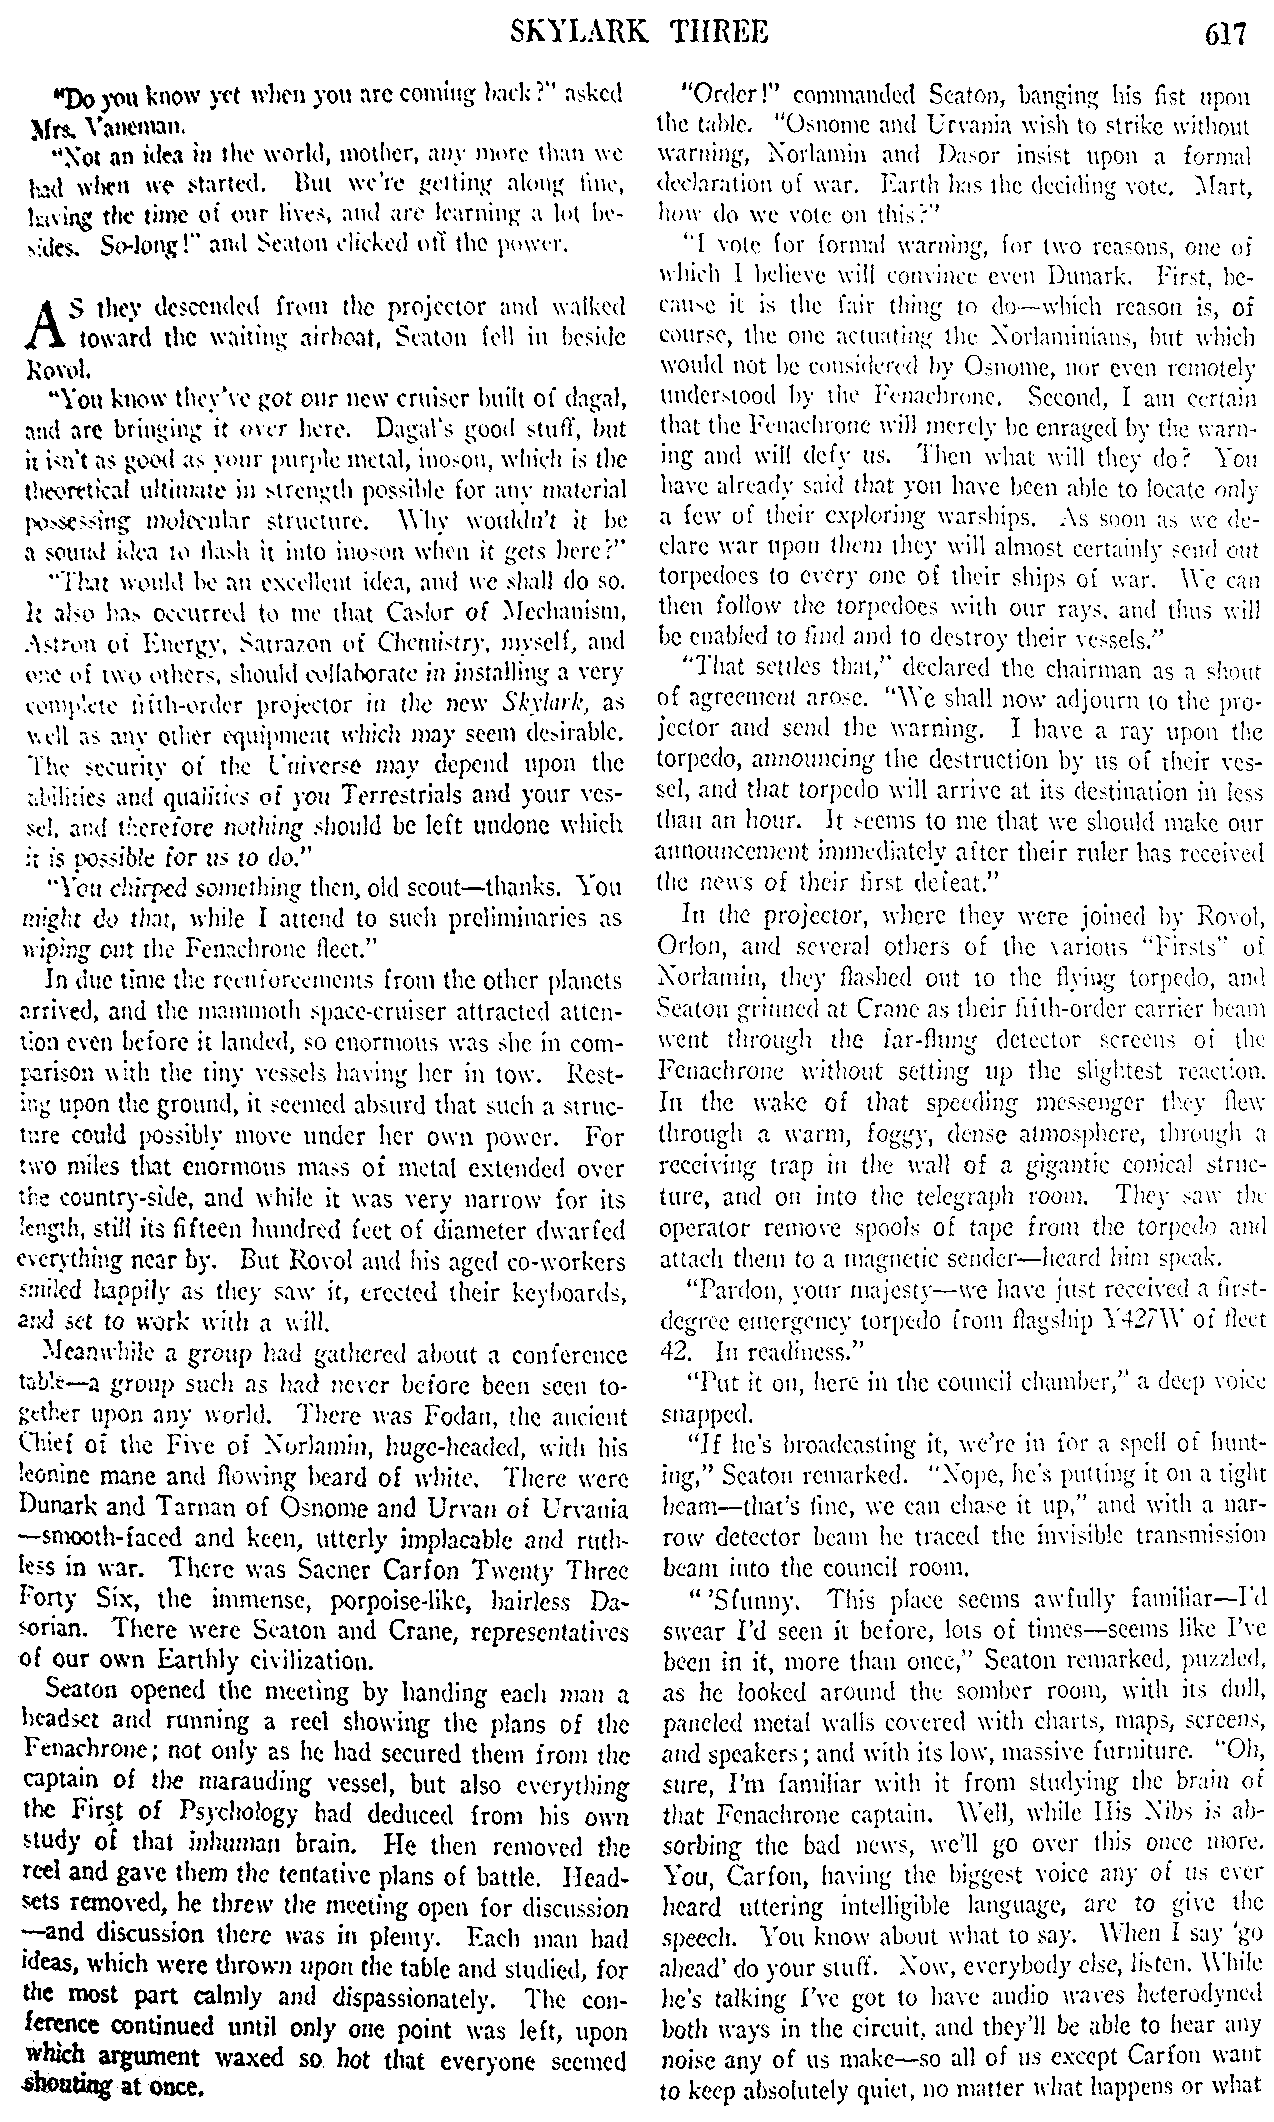 SKYLARK THREE
617
"Do you know yet when you are coming back?" asked
Mrs. Vaneman.
"Not an idea in the world, mother, any more than we
had when we started. But we're getting along fine,
having the time of our lives, and are learning a lot be-
sides. So-long!" and Seaton clicked off the power.
AS they descended from the projector and walked
toward the waiting airboat, Seaton fell in beside
Rovol.
"You know they've got our new cruiser built of dagal,
and are bringing it over here. Dagal's good stuff, but
it isn't as good as your purple metal, inoson, which is the
theoretical ultimate in strength possible for any material
possessing molecular structure. Why wouldn't it be
a sound idea to flash it into inoson when it gets here?"
"That would be an excellent idea, and we shall do so.
It also has occurred to me that Caslor of Mechanism,
Astron of Energy, Satrazon of Chemistry, myself, and
one of two others, should collaborate in installing a very
complete fifth-order projector in the new Skylark, as
well as any other equipment which may seem desirable.
The security of the Universe may depend upon the
abilities and qualities of you Terrestrials and your ves-
sel, and therefore nothing should be left undone which
it is possible for us to do."
"You chirped something then, old scout—thanks. You
might do that, while I attend to such preliminaries as
wiping out the Fenachrone fleet."
In due time the reenforcements from the other planets
arrived, and the mammoth space-cruiser attracted atten-
tion even before it landed, so enormous was she in com-
parison with the tiny vessels having her in tow. Rest-
ing upon the ground, it seemed absurd that such a struc-
ture could possibly move under her own power. For
two miles that enormous mass of metal extended over
the country-side, and while it was very narrow for its
length, still its fifteen hundred feet of diameter dwarfed
everything near by. But Rovol and his aged co-workers
smiled happily as they saw it, erected their keyboards,
and set to work with a will.
Meanwhile a group had gathered about a conference
table—a group such as had never before been seen to-
gether upon any world. There was Fodan, the ancient
Chief of the Five of Norlamin, huge-headed, with his
leonine mane and flowing beard of white. There were
Dunark and Tarnan of Osnome and Urvan of Urvania
—smooth-faced and keen, utterly implacable and ruth-
less in war. There was Sacner Carfon Twenty Three
Forty Six, the immense, porpoise-like, hairless Da-
sorian. There were Seaton and Crane, representatives
of our own Earthly civilization.
Seaton opened the meeting by handing each man a
headset and running a reel showing the plans of the
Fenachrone; not only as he had secured them from the
captain of the marauding vessel, but also everything
the First of Psychology had deduced from his own
study of that inhuman brain. He then removed the
reel and gave them the tentative plans of battle. Head-
sets removed, he threw the meeting open for discussion
—and discussion there was in plenty. Each man had
ideas, which were thrown upon the table and studied, for
the most part calmly and dispassionately. The con-
ference continued until only one point was left, upon
which argument waxed so hot that everyone seemed
shouting at once.
"Order!" commanded Seaton, banging his fist upon
the table. "Osnome and Urvania wish to strike without
warning, Norlamin and Dasor insist upon a formal
declaration of war. Earth has the deciding vote. Mart,
how do we vote on this?"
"I vote for formal warning, for two reasons, one of
which I believe will convince even Dunark. First, be-
cause it is the fair thing to do—which reason is, of
course, the one actuating the Norlaminians, but which
would not be considered by Osnome, nor even remotely
understood by the Fenachrone. Second, I am certain
that the Fenachrone will merely be enraged by the warn-
ing and will defy us. Then what will they do? You
have already said that you have been able to locate only
a few of their exploring warships. As soon as we de-
clare war upon them they will almost certainly send out
torpedoes to every one of their ships of war. We can
then follow the torpedoes with our rays, and thus will
be enabled to find and to destroy their vessels."
"That settles that," declared the chairman as a shout
of agreement arose. "We shall now adjourn to the pro-
jector and send the warning. I have a ray upon the
torpedo, announcing the destruction by us of their ves-
sel, and that torpedo will arrive at its destination in less
than an hour. It seems to me that we should make our
announcement immediately after their ruler has received
the news of their first defeat."
In the projector, where they were joined by Rovol,
Orlon, and several others of the various "Firsts" of
Norlamin, they flashed out to the flying torpedo, and
Seaton grinned at Crane as their fifth-order carrier beam
went through the far-flung detector screens of the
Fenachrone without setting up the slightest reaction.
In the wake of that speeding messenger they flew
through a warm, foggy, dense atmosphere, through a
receiving trap in the wall of a gigantic conical struc-
ture, and on into the telegraph room. They saw the
operator remove spools of tape from the torpedo and
attach them to a magnetic sender—heard him speak.
"Pardon, your majesty—we have just received a first-
degree emergency torpedo from flagship Y427W of fleet
42. In readiness."
"Put it on, here in the council chamber," a deep voice
snapped.
"If he's broadcasting it, we're in for a spell of hunt-
ing," Seaton remarked. "Nope, he's putting it on a tight
beam—that's fine, we can chase it up," and with a nar-
row detector beam he traced the invisible transmission
beam into the council room.
"'Sfunny. This place seems awfully familiar—I'd
swear I'd seen it before, lots of times—seems like I've
been in it, more than once," Seaton remarked, puzzled,
as he looked around the somber room, with its dull,
paneled metal walls covered with charts, maps, screens,
and speakers; and with its low, massive furniture. "Oh,
sure, I'm familiar with it from studying the brain of
that Fenachrone captain. Well, while His Nibs is ab-
sorbing the bad news, we'll go over this once more.
You, Carfon, having the biggest voice any of us ever
heard uttering intelligible language, are to give the
speech. You know about what to say. When I say 'go
ahead' do your stuff. Now, everybody else, listen. While
he's talking I've got to have audio waves heterodyned
both ways in the circuit, and they'll be able to hear any
noise any of us make—so all of us except Carfon want
to keep absolutely quiet, no matter what happens or what